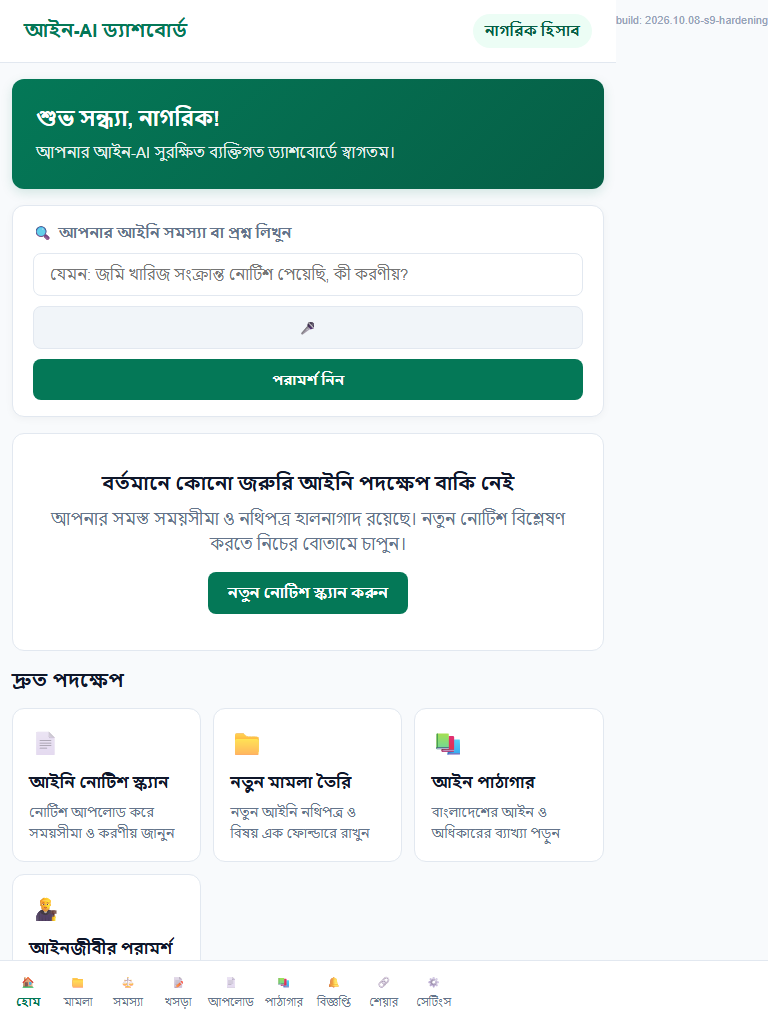 আইন-AI ড্যাশবোর্ড
নাগরিক হিসাব
build: 2026.10.08-s9-hardening
শুভ সন্ধ্যা, নাগরিক!
আপনার আইন-AI সুরক্ষিত ব্যক্তিগত ড্যাশবোর্ডে স্বাগতম।
আপনার আইনি সমস্যা বা প্রশ্ন লিখুন
যেমন: জমি খারিজ সংক্রান্ত নোটিশ পেয়েছি, কী করণীয়?
পরামর্শ নিন
বর্তমানে কোনো জরুরি আইনি পদক্ষেপ বাকি নেই
আপনার সমস্ত সময়সীমা ও নথিপত্র হালনাগাদ রয়েছে। নতুন নোটিশ বিশ্লেষণ
করতে নিচের বোতামে চাপুন।
নতুন নোটিশ স্ক্যান করুন
দ্রুত পদক্ষেপ
আইনি নোটিশ স্ক্যান
নোটিশ আপলোড করে
সময়সীমা ও করণীয় জানুন
নতুন মামলা তৈরি
নতুন আইনি নথিপত্র ও
বিষয় এক ফোল্ডারে রাখুন
আইন পাঠাগার
বাংলাদেশের আইন ও
অধিকারের ব্যাখ্যা পড়ুন
আইনজীবীর পরামর্শ
হোম
মামলা
সমস্যা
খসড়া
আপলোড
পাঠাগার
বিজ্ঞপ্তি
শেয়ার
সেটিংস